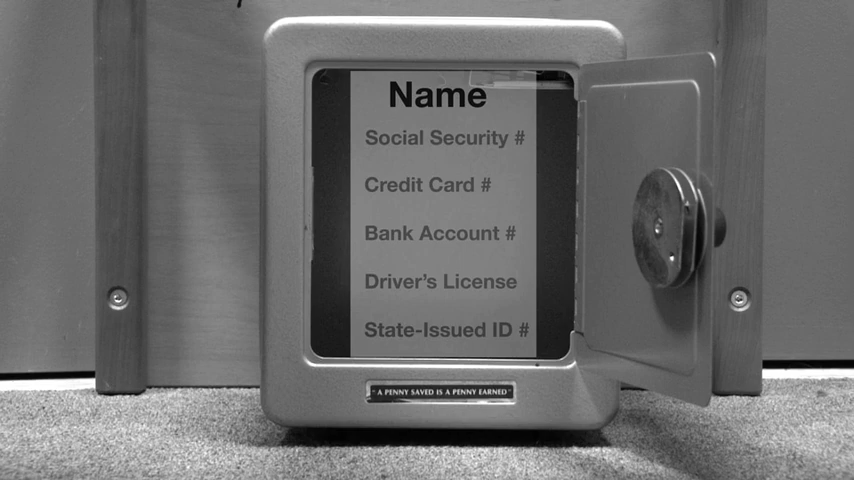 Name
Social Security #
Credit Card #
Bank Account #
Driver's License
State-Issued ID #
"A PENNY SAVED IS A PENNY EARNED"